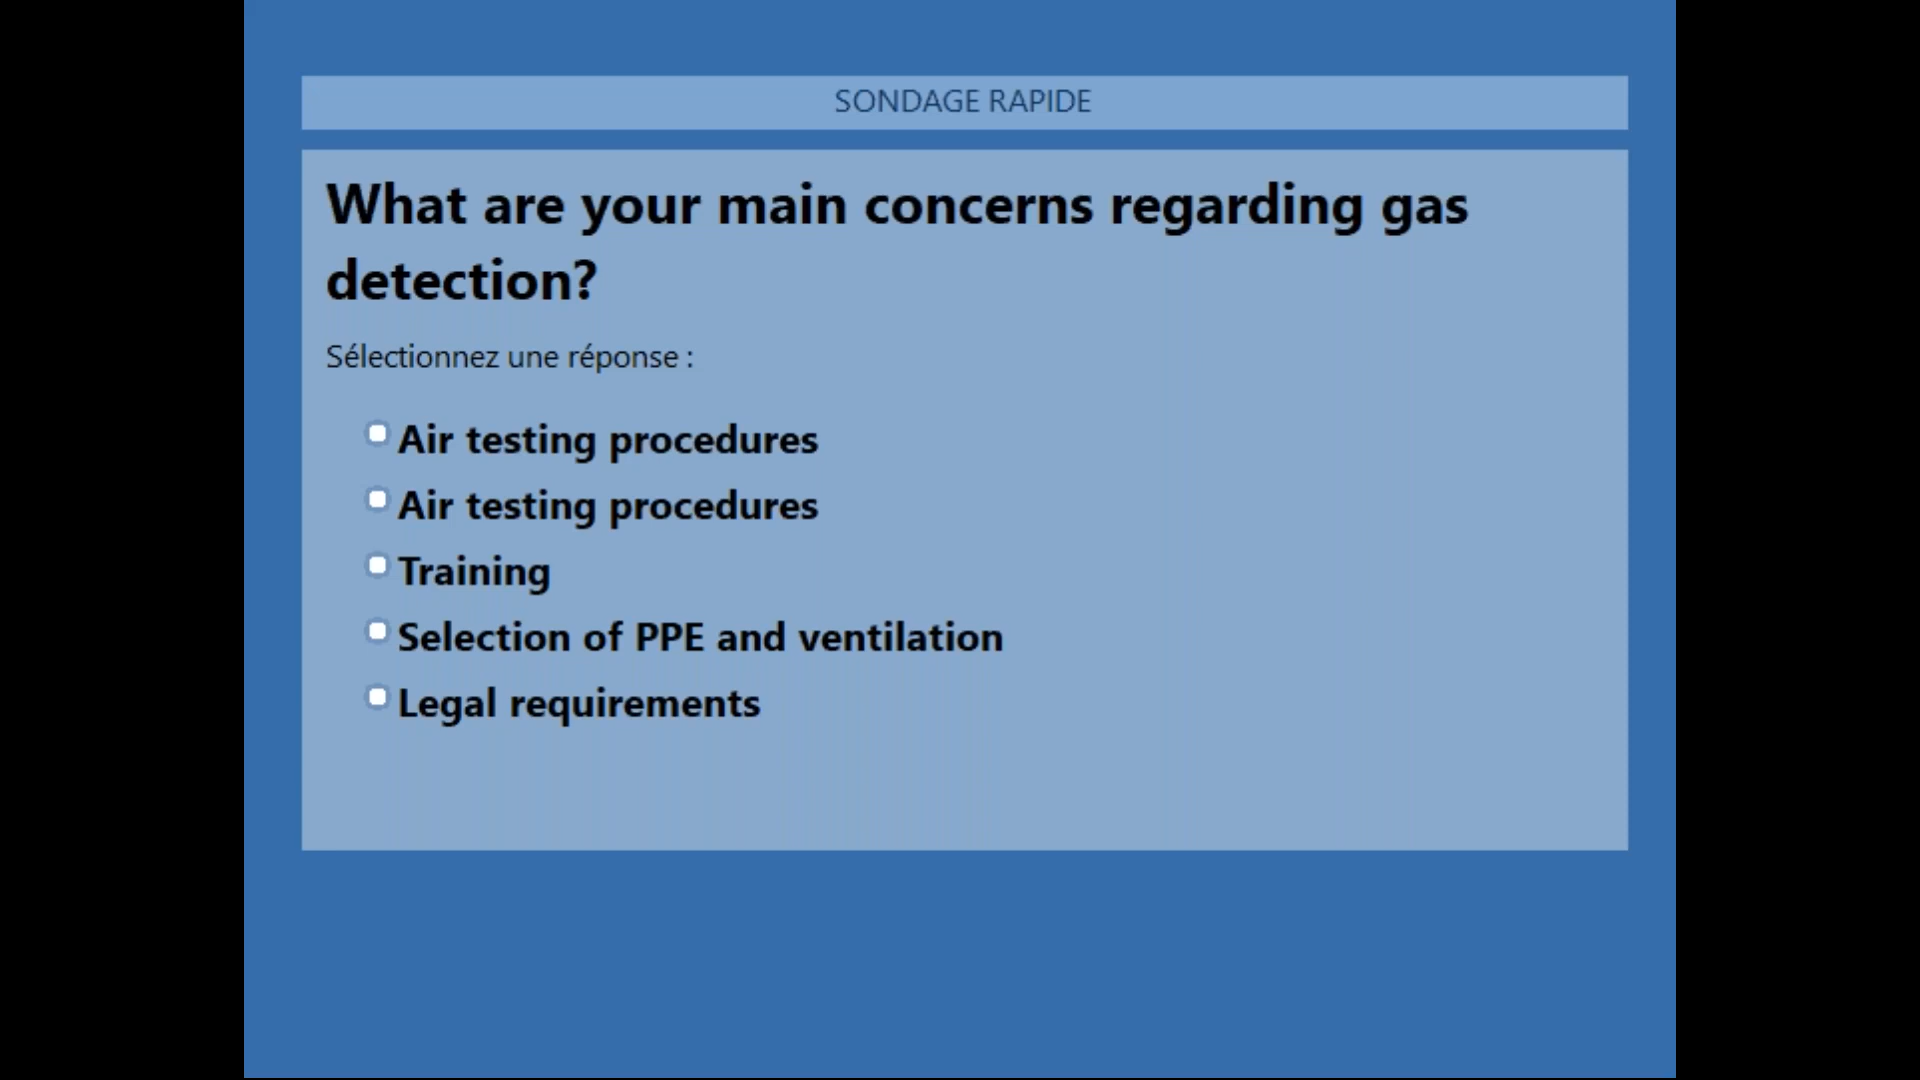 SONDAGE RAPIDE
What are your main concerns regarding gas
detection?
Sélectionnez une réponse :
Air testing procedures
Air testing procedures
Training
Selection of PPE and ventilation
Legal requirements